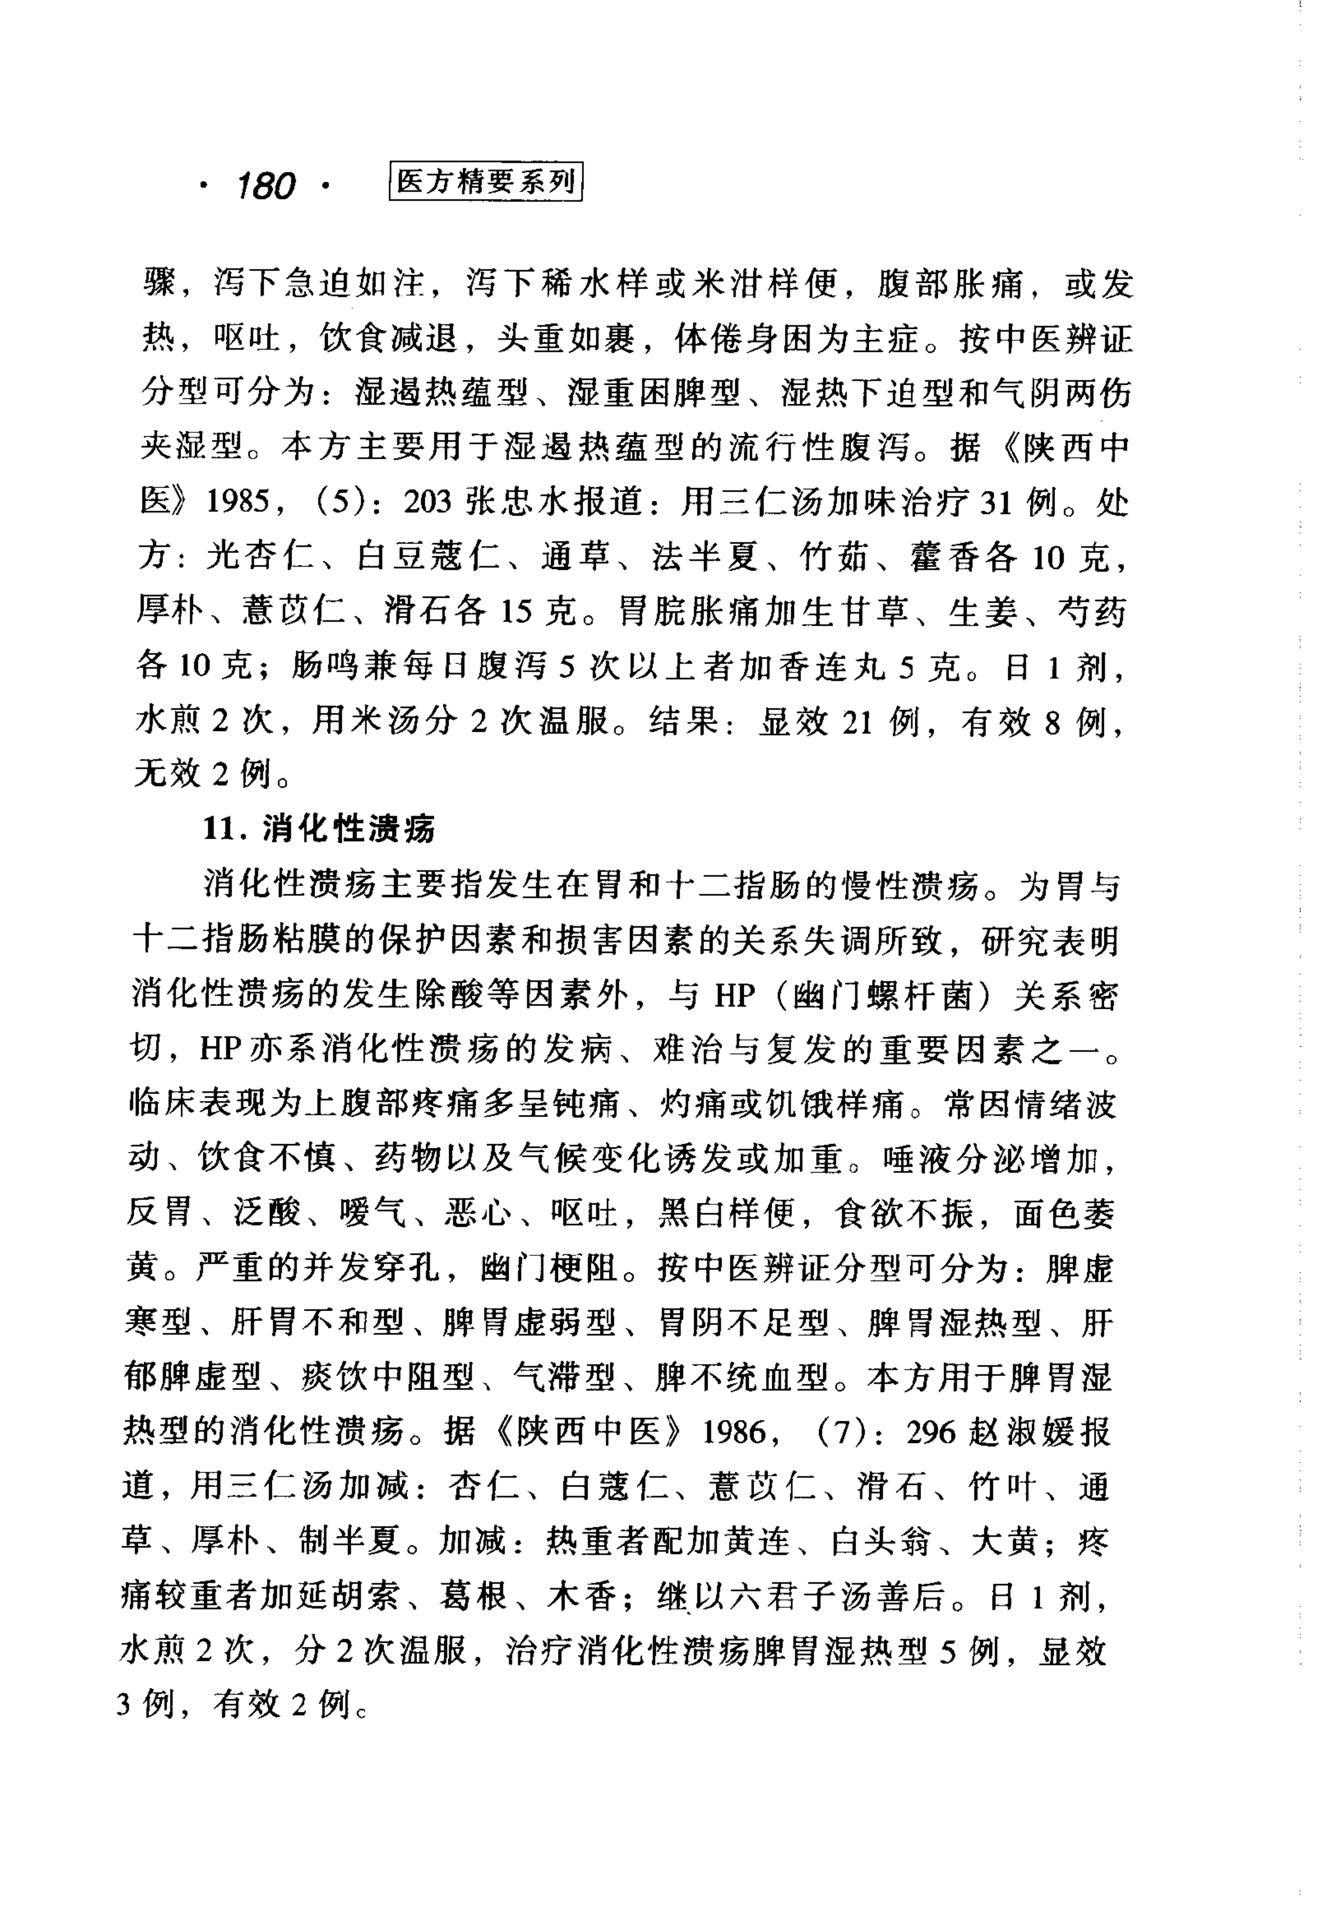 · 180 · 医方精要系列
骤，泻下急迫如注，泻下稀水样或米泔样便，腹部胀痛，或发
热，呕吐，饮食减退，头重如裹，体倦身困为主症。按中医辨证
分型可分为：湿遏热蕴型、湿重困脾型、湿热下迫型和气阴两伤
夹湿型。本方主要用于湿遏热蕴型的流行性腹泻。据《陕西中
医》1985，（5）：203 张忠水报道：用三仁汤加味治疗 31 例。处
方：光杏仁、白豆蔻仁、通草、法半夏、竹茹、藿香各 10 克，
厚朴、薏苡仁、滑石各 15 克。胃脘胀痛加生甘草、生姜、芍药
各 10 克；肠鸣兼每日腹泻 5 次以上者加香连丸 5 克。日 1 剂，
水煎 2 次，用米汤分 2 次温服。结果：显效 21 例，有效 8 例，
无效 2 例。
11. 消化性溃疡
消化性溃疡主要指发生在胃和十二指肠的慢性溃疡。为胃与
十二指肠粘膜的保护因素和损害因素的关系失调所致，研究表明
消化性溃疡的发生除酸等因素外，与 HP（幽门螺杆菌）关系密
切，HP 亦系消化性溃疡的发病、难治与复发的重要因素之一。
临床表现为上腹部疼痛多呈钝痛、灼痛或饥饿样痛。常因情绪波
动、饮食不慎、药物以及气候变化诱发或加重。唾液分泌增加，
反胃、泛酸、嗳气、恶心、呕吐，黑白样便，食欲不振，面色萎
黄。严重的并发穿孔，幽门梗阻。按中医辨证分型可分为：脾虚
寒型、肝胃不和型、脾胃虚弱型、胃阴不足型、脾胃湿热型、肝
郁脾虚型、痰饮中阻型、气滞型、脾不统血型。本方用于脾胃湿
热型的消化性溃疡。据《陕西中医》1986，（7）：296 赵淑媛报
道，用三仁汤加减：杏仁、白蔻仁、薏苡仁、滑石、竹叶、通
草、厚朴、制半夏。加减：热重者配加黄连、白头翁、大黄；疼
痛较重者加延胡索、葛根、木香；继以六君子汤善后。日 1 剂，
水煎 2 次，分 2 次温服，治疗消化性溃疡脾胃湿热型 5 例，显效
3 例，有效 2 例。